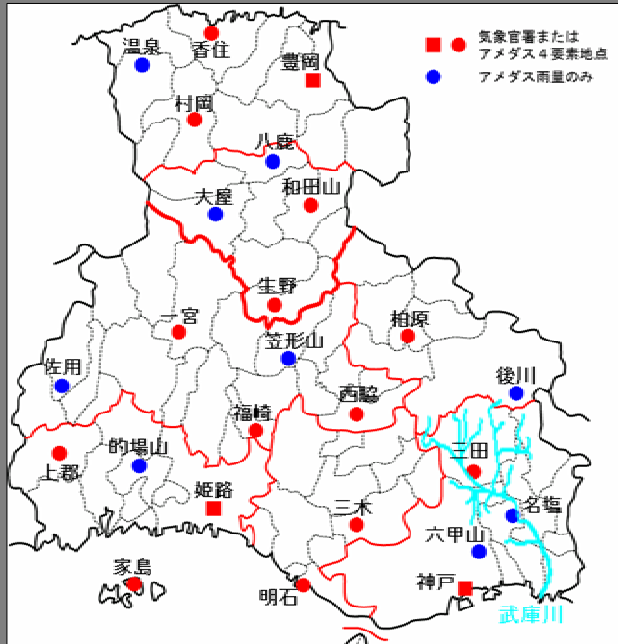 気象官署または
アメダス４要素地点
アメダス雨量のみ
温泉
香住
豊岡
村岡
八鹿
大屋
和田山
生野
一宮
笠形山
柏原
佐用
後川
西脇
福崎
上郡
的場山
三田
姫路
三木
名塩
六甲山
家島
明石
神戸
武庫川